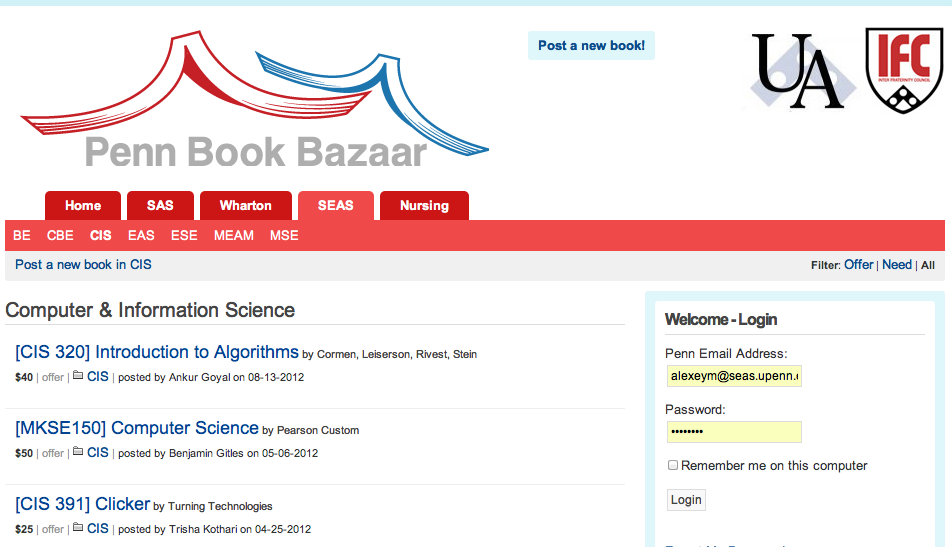 Post a new book!
UA
IFC
INTER FRATERNITY COUNCIL
Penn Book Bazaar
Home SAS Wharton SEAS Nursing
BE CBE CIS EAS ESE MEAM MSE
Post a new book in CIS
Filter: Offer | Need | All
Computer & Information Science
[CIS 320] Introduction to Algorithms by Cormen, Leiserson, Rivest, Stein
$40 | offer | CIS | posted by Ankur Goyal on 08-13-2012
[MKSE150] Computer Science by Pearson Custom
$50 | offer | CIS | posted by Benjamin Gitles on 05-06-2012
[CIS 391] Clicker by Turning Technologies
$25 | offer | CIS | posted by Trisha Kothari on 04-25-2012
Welcome - Login
Penn Email Address:
alexeym@seas.upenn.
Password:
••••••••
Remember me on this computer
Login